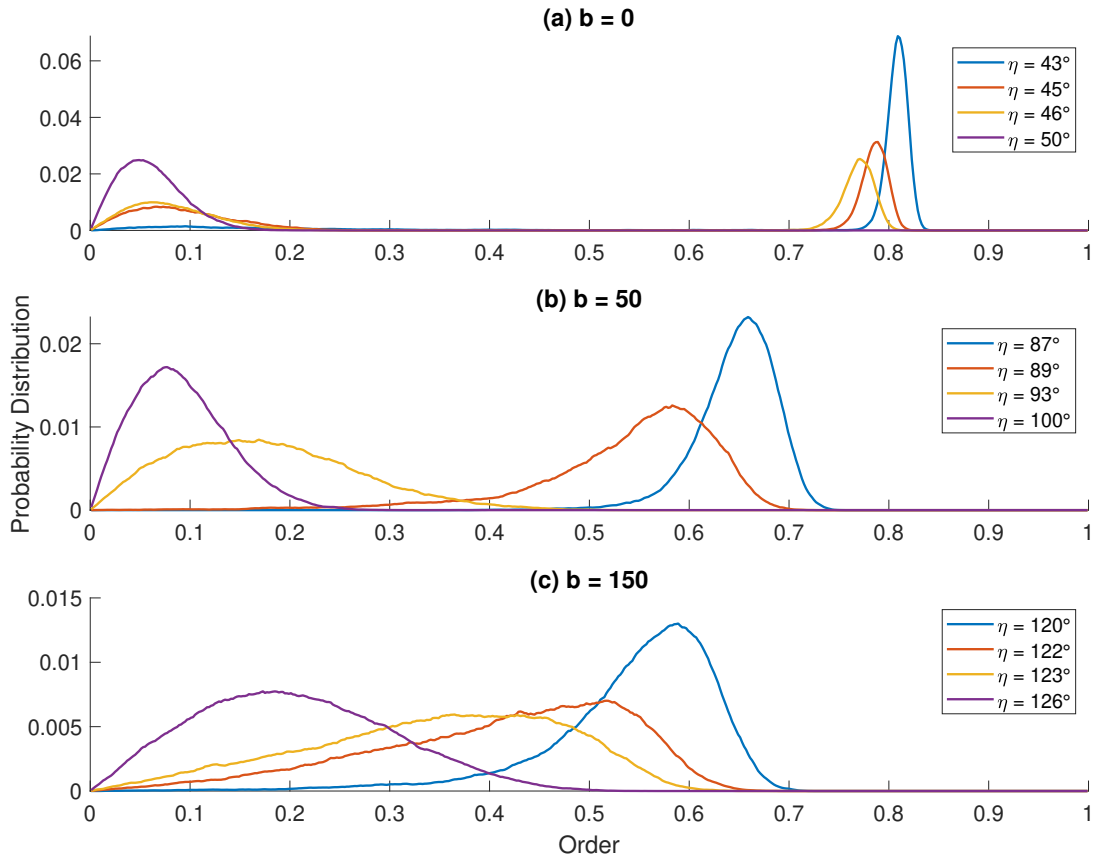 (a) b = 0
0.06
0.04
0.02
0
0 0.1 0.2 0.3 0.4 0.5 0.6 0.7 0.8 0.9 1
η = 43°
η = 45°
η = 46°
η = 50°
(b) b = 50
Probability Distribution
0.02
0.01
0
0 0.1 0.2 0.3 0.4 0.5 0.6 0.7 0.8 0.9 1
η = 87°
η = 89°
η = 93°
η = 100°
(c) b = 150
0.015
0.01
0.005
0
0 0.1 0.2 0.3 0.4 0.5 0.6 0.7 0.8 0.9 1
η = 120°
η = 122°
η = 123°
η = 126°
Order